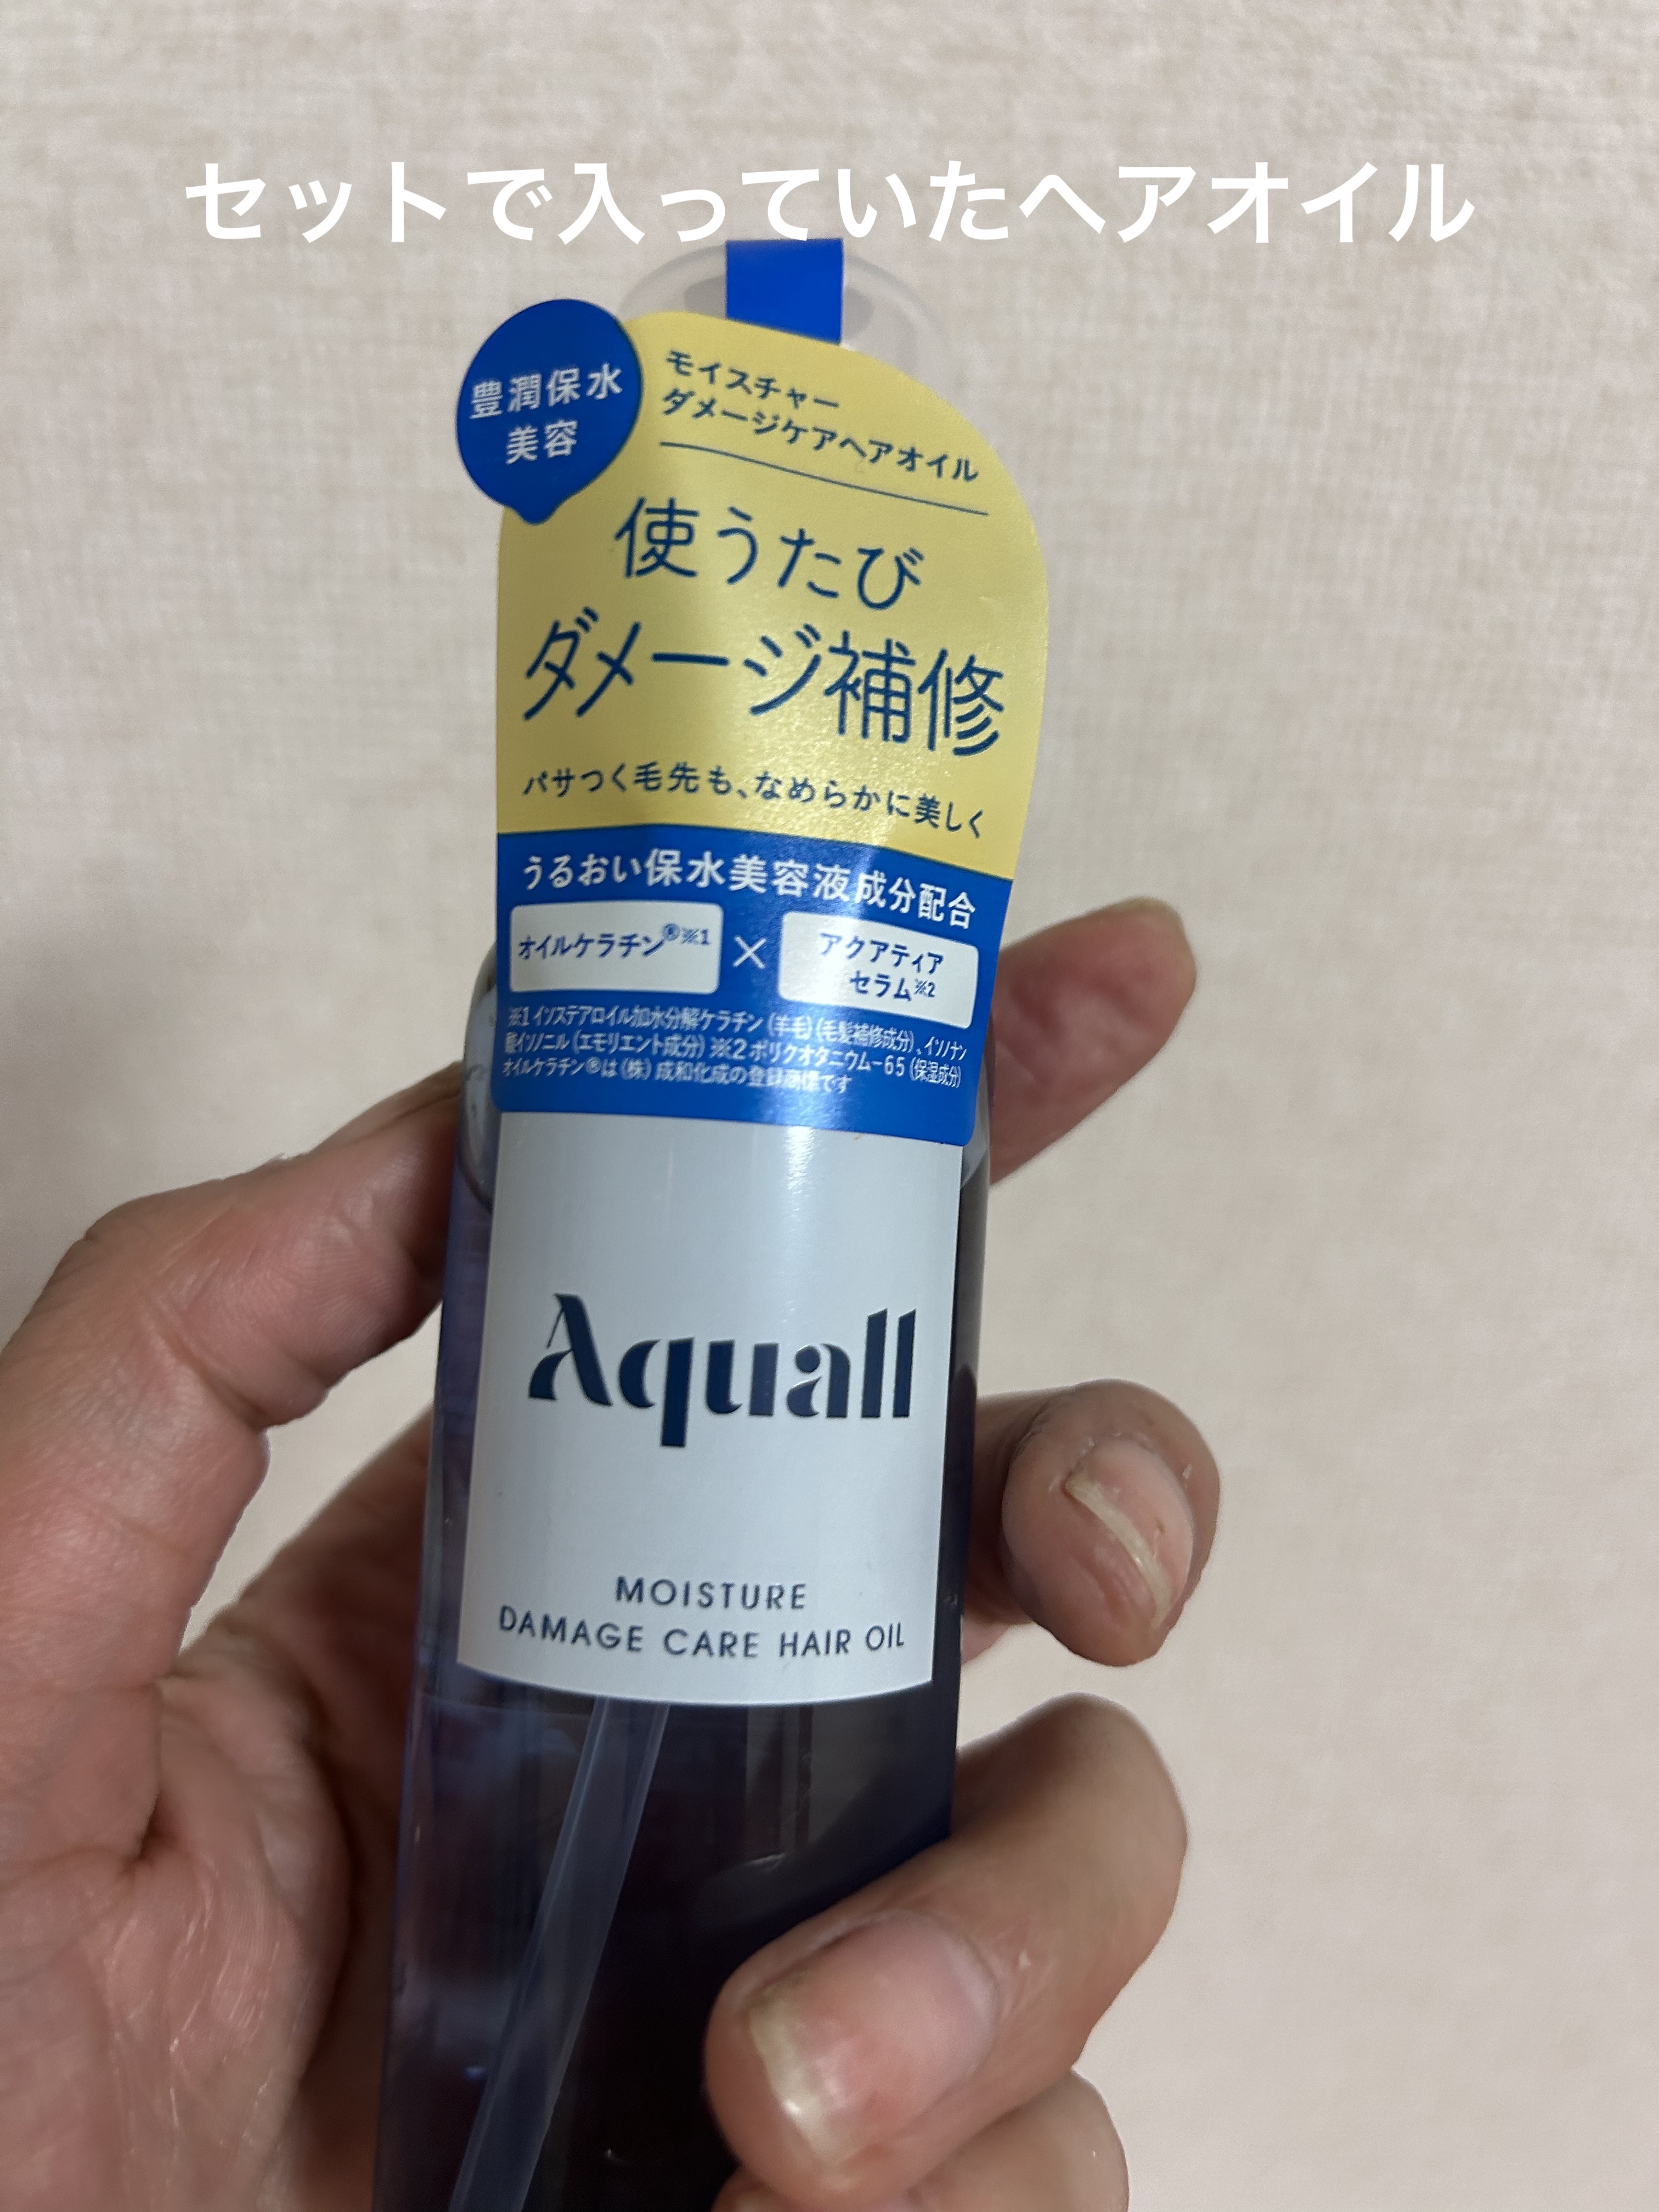 セットで入っていたヘアオイル
豊潤保水
美容
モイスチャー
ダメージケアヘアオイル
使うたび
ダメージ補修
パサつく毛先も、なめらかに美しく
うるおい保水美容液成分配合
オイルケラチン®※1 × アクアティア
セラム※2
※1 イソステアロイル加水分解ケラチン (羊毛) (毛髪補修成分) 、イソノナン
酸イソノニル (エモリエント成分) ※2 ポリクオタニウム-65 (保湿成分)
オイルケラチン®は (株) 成和化成の登録商標です
Aquall
MOISTURE
DAMAGE CARE HAIR OIL